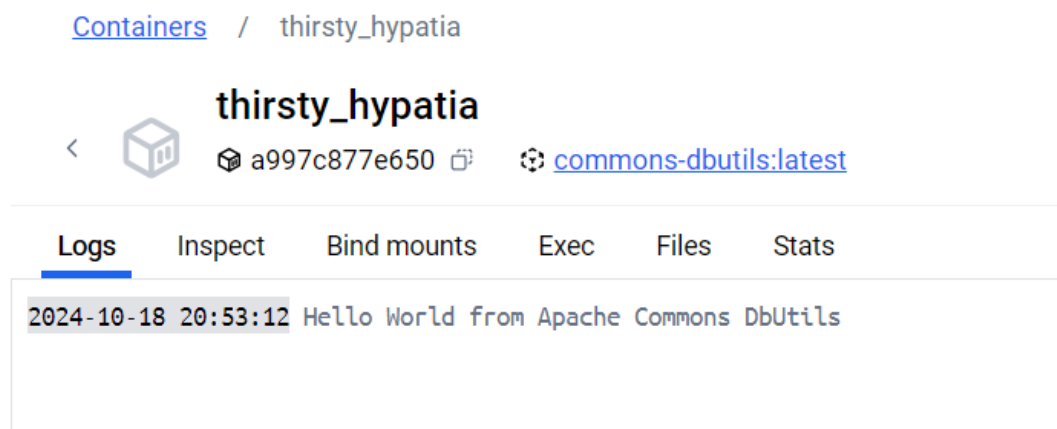 Containers / thirsty_hypatia
thirsty_hypatia
a997c877e650 commons-dbutils:latest
Logs Inspect Bind mounts Exec Files Stats
2024-10-18 20:53:12 Hello World from Apache Commons DbUtils